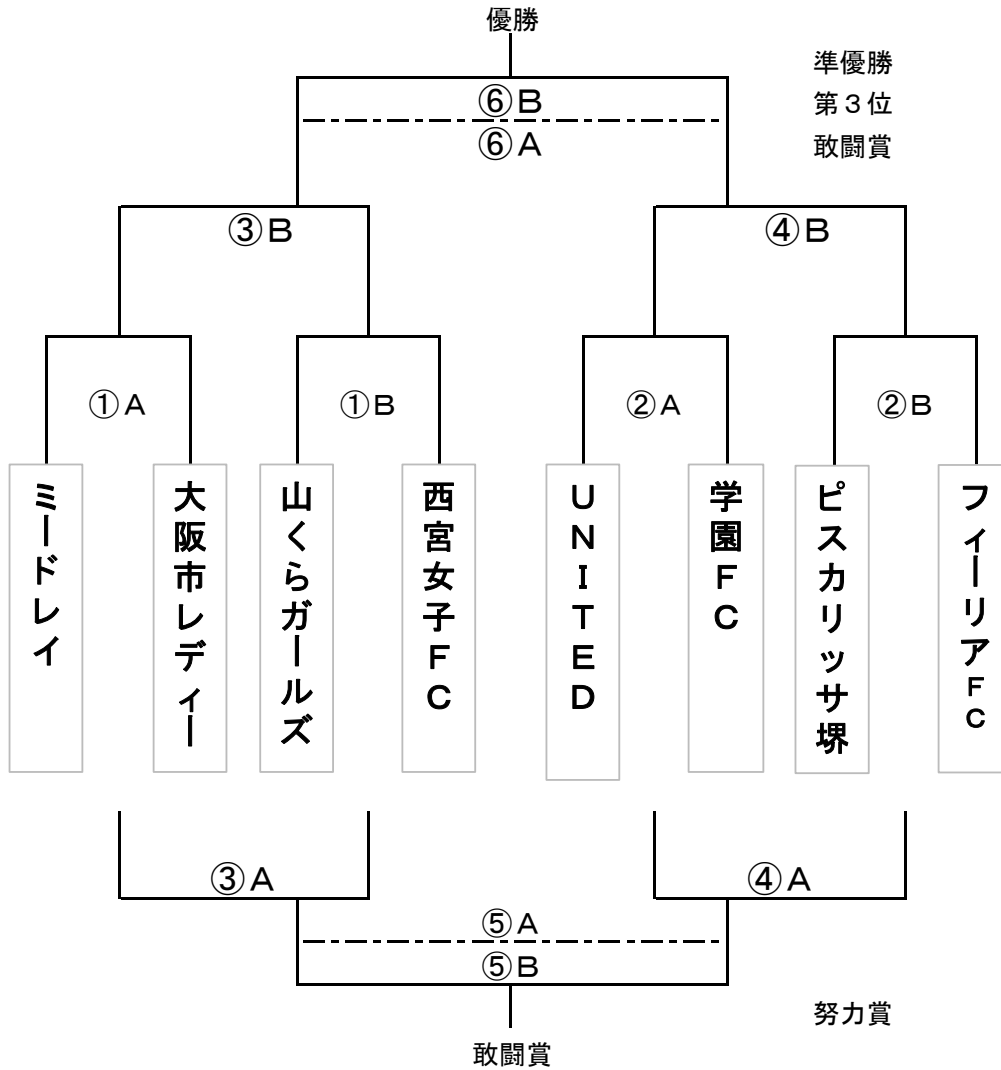 優勝
準優勝
⑥B
第3位
⑥A
敢闘賞
③B
④B
①A
①B
②A
②B
ミードレイ
大阪市レディー
山くらガールズ
西宮女子FC
UNITED
学園FC
ピスカリッサ堺
フィーリアFC
③A
④A
⑤A
⑤B
努力賞
敢闘賞